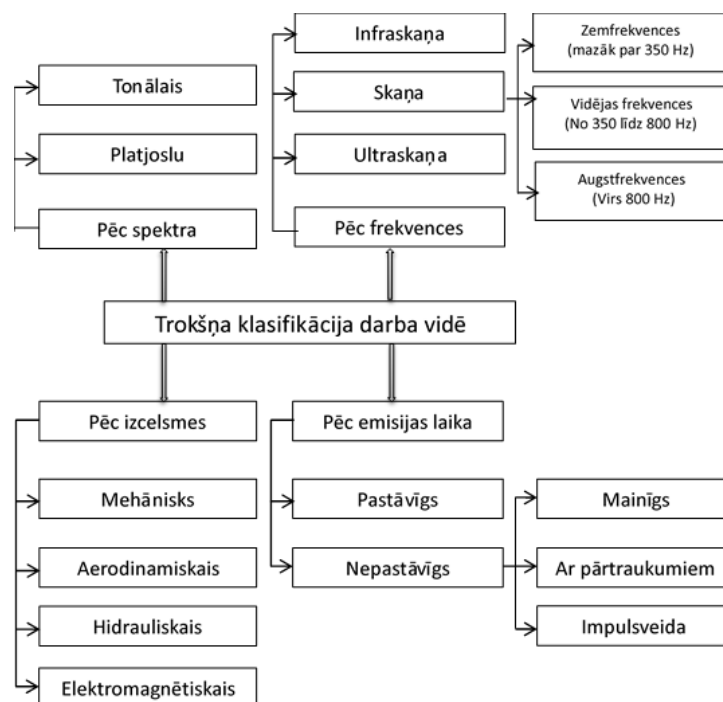 Infraskaņa
Zemfrekvences
(mazāk par 350 Hz)
Tonālais
Skaņa
Vidējas frekvences
(No 350 līdz 800 Hz)
Platjoslu
Ultraskaņa
Augstfrekvences
(Virs 800 Hz)
Pēc spektra
Pēc frekvences
Trokšņa klasifikācija darba vidē
Pēc izcelsmes
Pēc emisijas laika
Mehānisks
Pastāvīgs
Mainīgs
Aerodinamiskais
Nepastāvīgs
Ar pārtraukumiem
Hidrauliskais
Impulsveida
Elektromagnētiskais